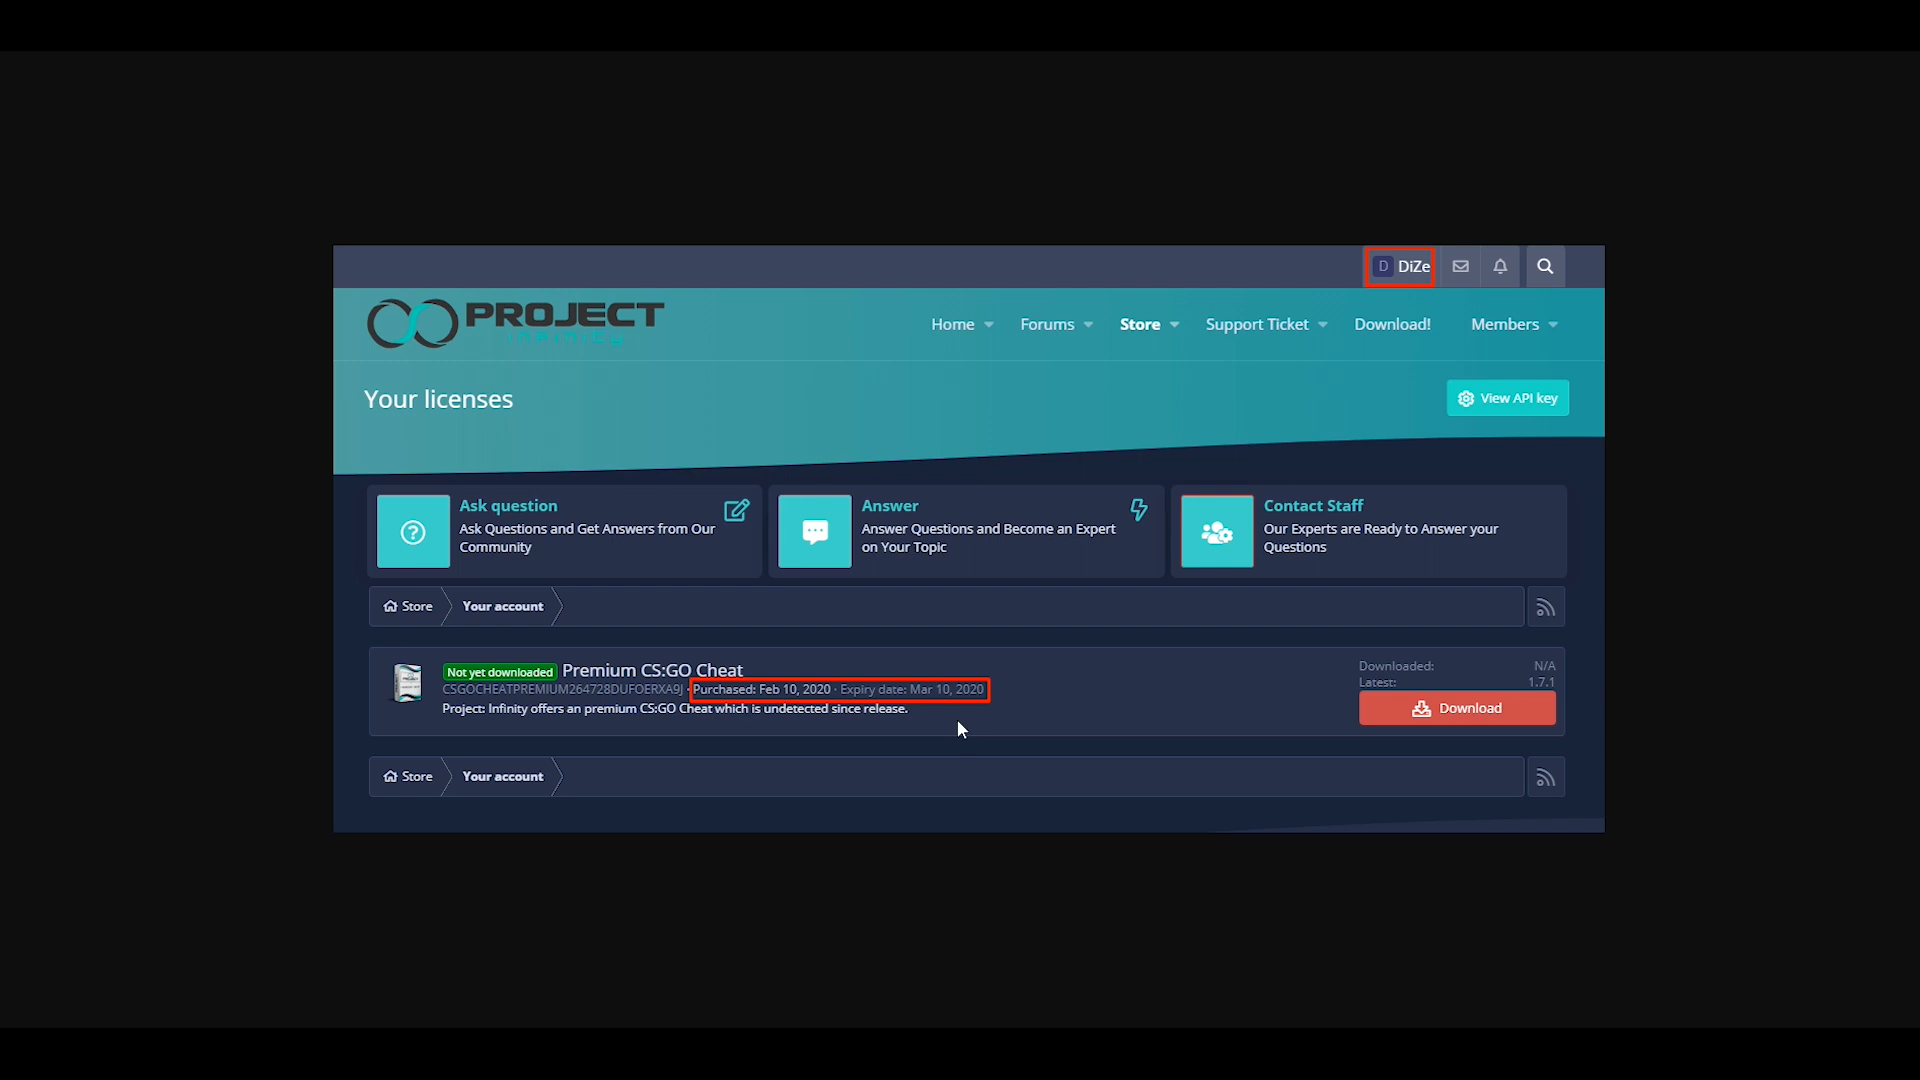 D DiZe
PROJECT
infinity
Home Forums Store Support Ticket Download! Members
Your licenses
View API key
Ask question
Ask Questions and Get Answers from Our
Community
Answer
Answer Questions and Become an Expert
on Your Topic
Contact Staff
Our Experts are Ready to Answer your
Questions
Store Your account
Not yet downloaded Premium CS:GO Cheat
CSGOCHEATPREMIUM264728DUFOERXA9J · Purchased: Feb 10, 2020 · Expiry date: Mar 10, 2020
Project: Infinity offers an premium CS:GO Cheat which is undetected since release.
Downloaded: N/A
Latest: 1.7.1
Download
Store Your account